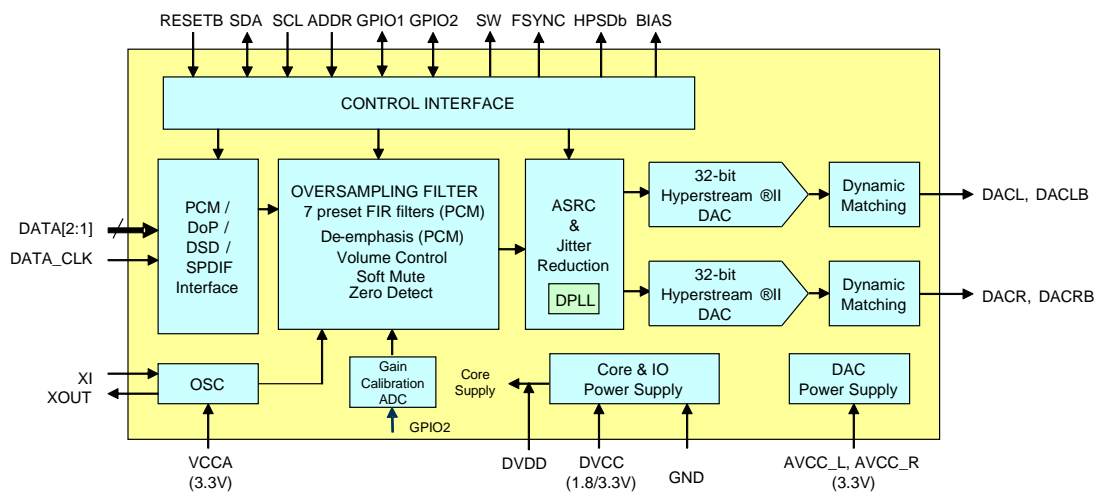 RESETB SDA SCL ADDR GPIO1 GPIO2 SW FSYNC HPSDb BIAS
CONTROL INTERFACE
PCM /
DoP /
DSD /
SPDIF
Interface
OVERSAMPLING FILTER
7 preset FIR filters (PCM)
De-emphasis (PCM)
Volume Control
Soft Mute
Zero Detect
ASRC
&
Jitter
Reduction
DPLL
32-bit
Hyperstream ®II
DAC
Dynamic
Matching
DACL, DACLB
32-bit
Hyperstream ®II
DAC
Dynamic
Matching
DACR, DACRB
DATA[2:1]
DATA_CLK
XI
XOUT
OSC
Gain
Calibration
ADC
GPIO2
Core
Supply
Core & IO
Power Supply
DAC
Power Supply
VCCA
(3.3V)
DVDD
DVCC
(1.8/3.3V)
GND
AVCC_L, AVCC_R
(3.3V)